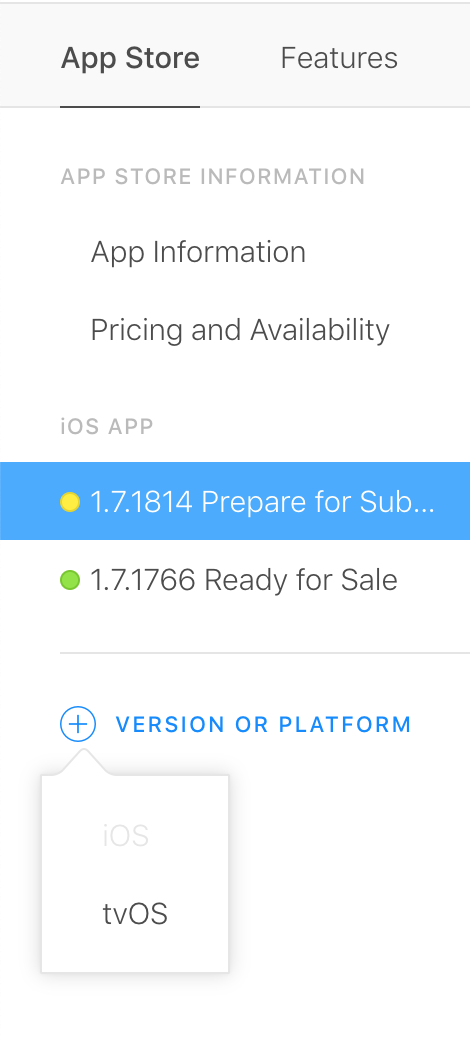 App Store Features
APP STORE INFORMATION
App Information
Pricing and Availability
iOS APP
1.7.1814 Prepare for Sub...
1.7.1766 Ready for Sale
VERSION OR PLATFORM
iOS
tvOS